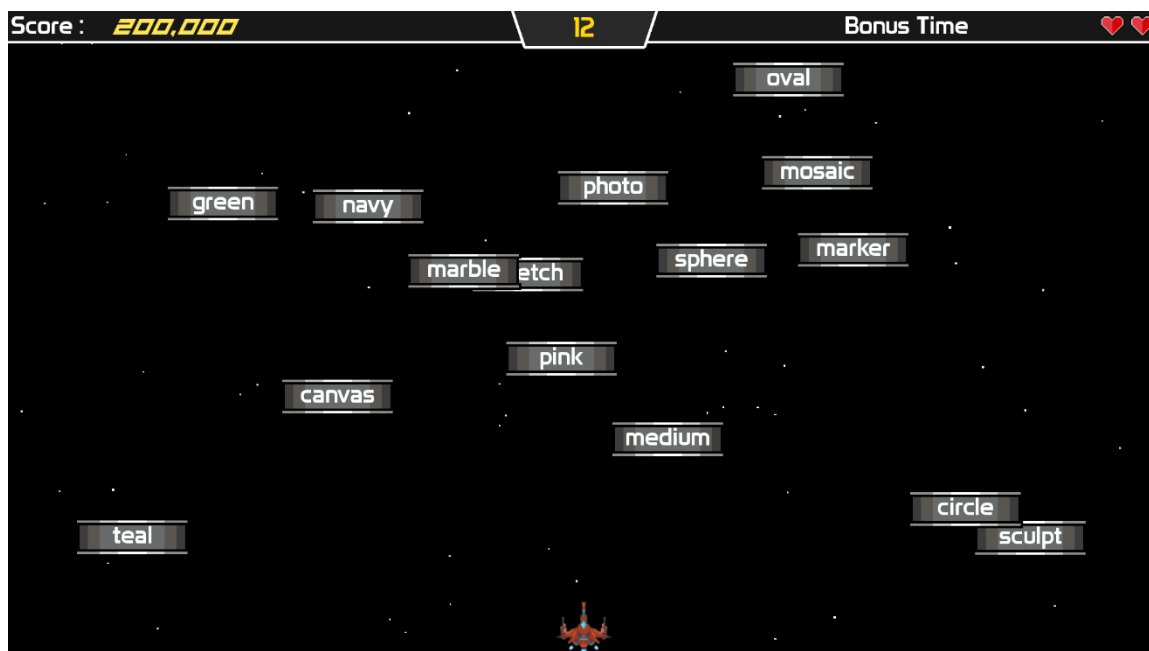 Score : 200,000 12 Bonus Time
oval
mosaic
photo
green
navy
marker
sphere
marble
etch
pink
canvas
medium
circle
teal
sculpt